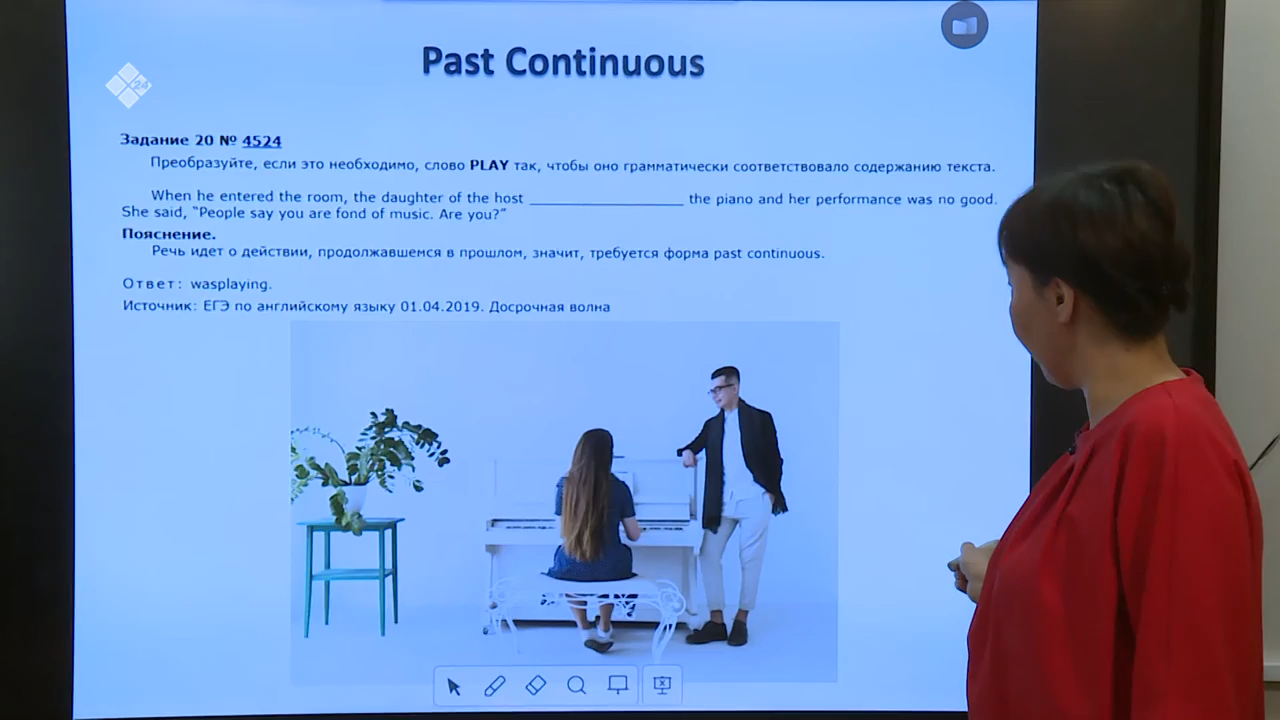 Past Continuous
24
Задание 20 № 4524
Преобразуйте, если это необходимо, слово PLAY так, чтобы оно грамматически соответствовало содержанию текста.
When he entered the room, the daughter of the host ________________ the piano and her performance was no good.
She said, “People say you are fond of music. Are you?”
Пояснение.
Речь идет о действии, продолжавшемся в прошлом, значит, требуется форма past continuous.
Ответ: wasplaying.
Источник: ЕГЭ по английскому языку 01.04.2019. Досрочная волна